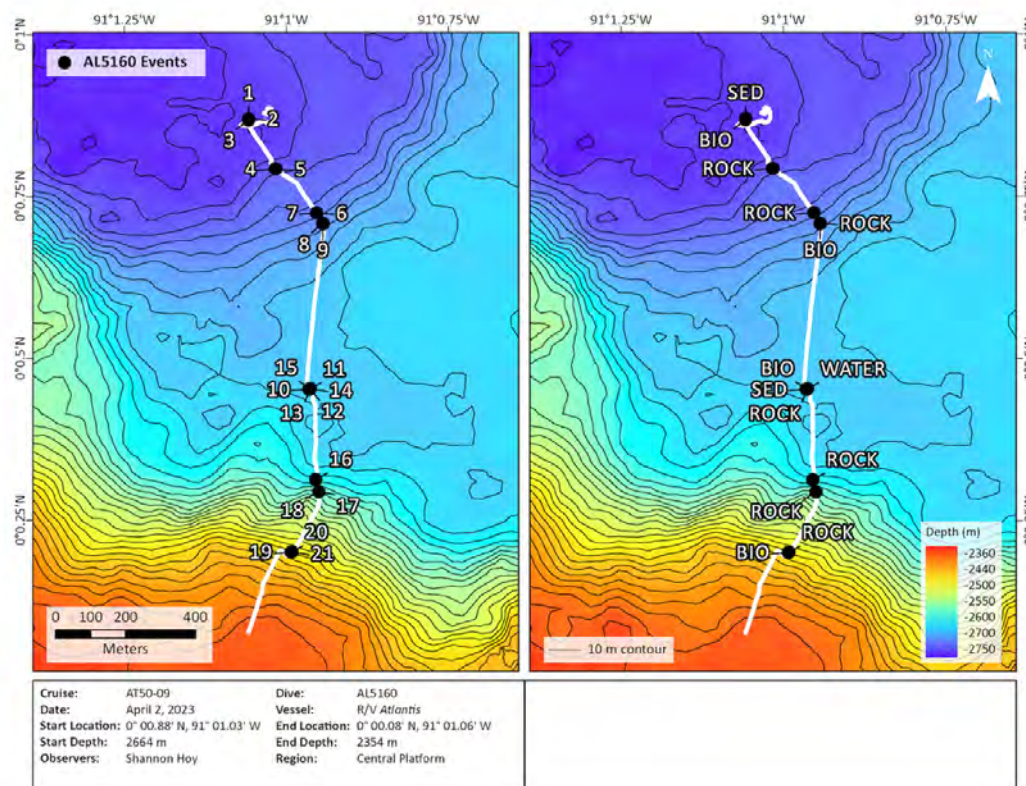 91°1.25'W 91°1'W 91°0.75'W 91°1.25'W 91°1'W 91°0.75'W
0°1'N
0°0.75'N
0°0.5'N
0°0.25'N
AL5160 Events
1
2
3
4 5
7 6
8
9
15 11
10 14
13 12
16
18 17
20
19 21
0 100 200 400
Meters
N
SED
BIO
ROCK
ROCK
ROCK
BIO
BIO WATER
SED
ROCK
ROCK
ROCK
ROCK
BIO
10 m contour
Depth (m)
-2360
-2440
-2500
-2550
-2600
-2700
-2750
Cruise: AT50-09 Dive: AL5160
Date: April 2, 2023 Vessel: R/V Atlantis
Start Location: 0° 00.88' N, 91° 01.03' W End Location: 0° 00.08' N, 91° 01.06' W
Start Depth: 2664 m End Depth: 2354 m
Observers: Shannon Hoy Region: Central Platform